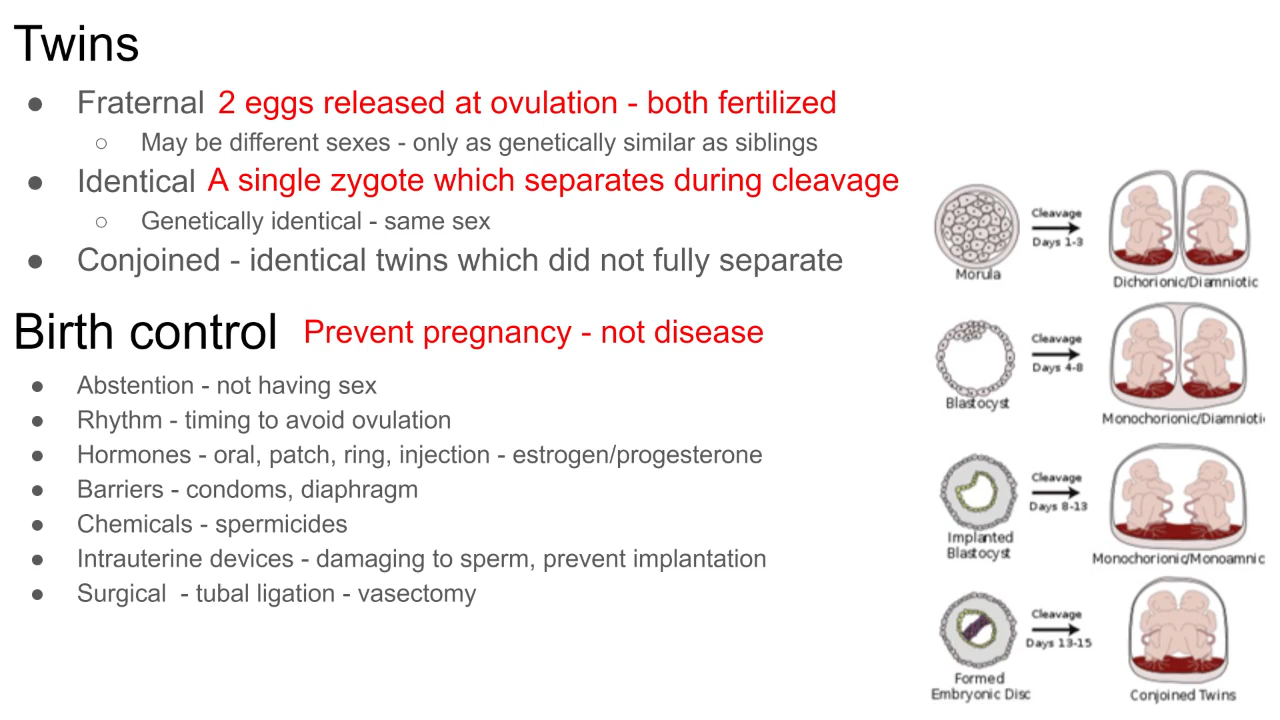 Twins
● Fraternal 2 eggs released at ovulation - both fertilized
○ May be different sexes - only as genetically similar as siblings
● Identical A single zygote which separates during cleavage
○ Genetically identical - same sex
● Conjoined - identical twins which did not fully separate
Birth control Prevent pregnancy - not disease
● Abstention - not having sex
● Rhythm - timing to avoid ovulation
● Hormones - oral, patch, ring, injection - estrogen/progesterone
● Barriers - condoms, diaphragm
● Chemicals - spermicides
● Intrauterine devices - damaging to sperm, prevent implantation
● Surgical - tubal ligation - vasectomy
Morula
Cleavage
Days 1-3
Dichorionic/Diamniotic
Blastocyst
Cleavage
Days 4-8
Monochorionic/Diamnioti
Implanted
Blastocyst
Cleavage
Days 8-13
Monochorionic/Monoamnic
Formed
Embryonic Disc
Cleavage
Days 13-15
Conjoined Twins